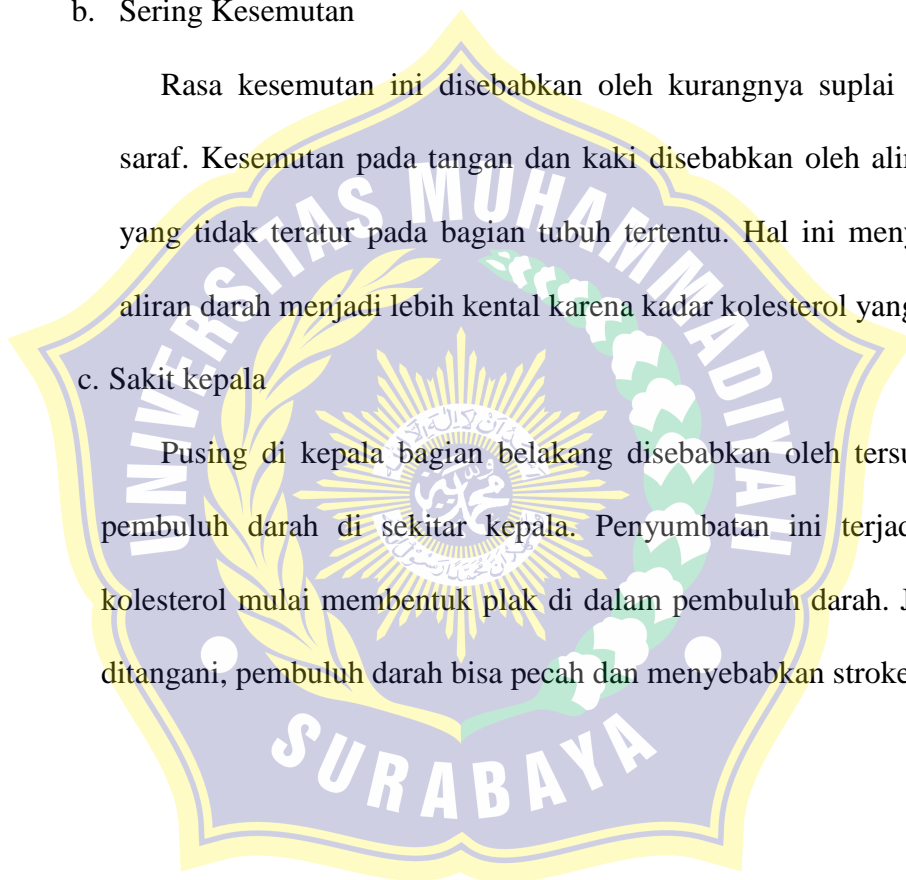 b. Sering Kesemutan
Rasa kesemutan ini disebabkan oleh kurangnya suplai
saraf. Kesemutan pada tangan dan kaki disebabkan oleh alir
yang tidak teratur pada bagian tubuh tertentu. Hal ini meny
aliran darah menjadi lebih kental karena kadar kolesterol yang
c. Sakit kepala
Pusing di kepala bagian belakang disebabkan oleh tersu
pembuluh darah di sekitar kepala. Penyumbatan ini terjad
kolesterol mulai membentuk plak di dalam pembuluh darah. J
ditangani, pembuluh darah bisa pecah dan menyebabkan stroke
UNIVERSITAS MUHAMMADIYAH
SURABAYA